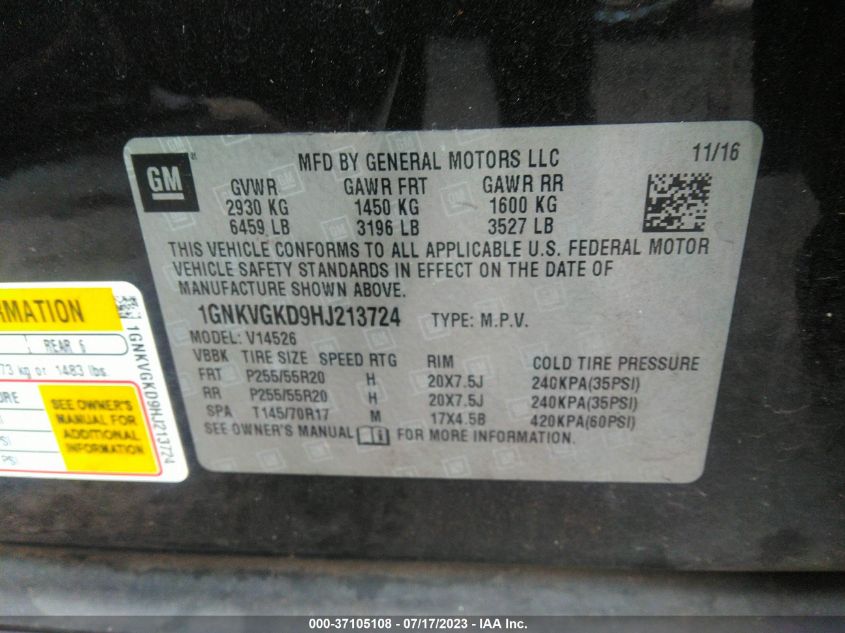 GM
MFD BY GENERAL MOTORS LLC
11/16
GVWR GAWR FRT GAWR RR
2930 KG 1450 KG 1600 KG
6459 LB 3196 LB 3527 LB
THIS VEHICLE CONFORMS TO ALL APPLICABLE U.S. FEDERAL MOTOR
VEHICLE SAFETY STANDARDS IN EFFECT ON THE DATE OF
MANUFACTURE SHOWN ABOVE.
1GNKVGKD9HJ213724 TYPE: M.P.V.
MODEL: V14526
VBBK TIRE SIZE SPEED RTG RIM COLD TIRE PRESSURE
FRT P255/55R20 H 20X7.5J 240KPA(35PSI)
RR P255/55R20 H 20X7.5J 240KPA(35PSI)
SPA T145/70R17 M 17X4.5B 420KPA(60PSI)
SEE OWNER'S MANUAL FOR MORE INFORMATION.
RMATION
REAR 6
73 kg or 1483 lbs.
SEE OWNER'S
MANUAL FOR
ADDITIONAL
INFORMATION
1GNKVGKD9HJ213724
000-37105108 - 07/17/2023 - IAA Inc.